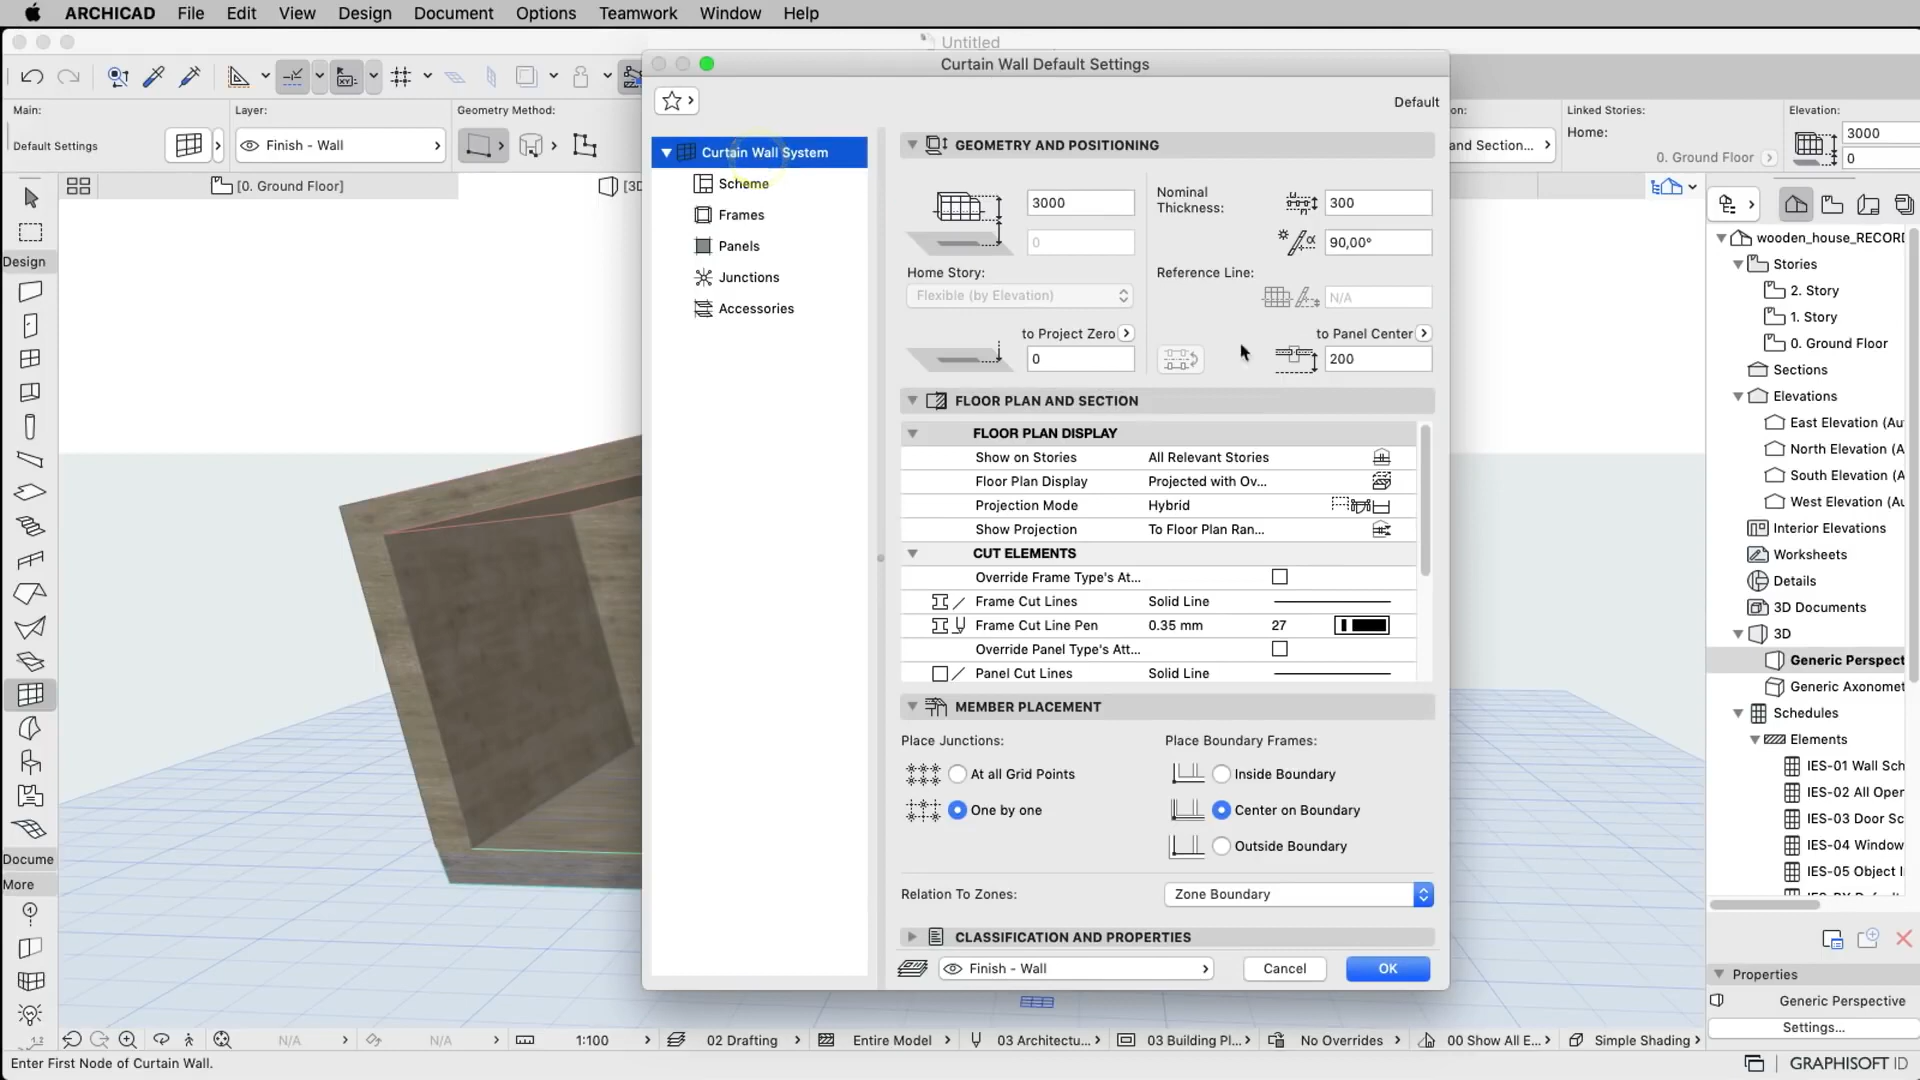 ARCHICAD File Edit View Design Document Options Teamwork Window Help
Untitled
Curtain Wall Default Settings
Default
Main:
Default Settings
Layer:
Finish - Wall
Geometry Method:
on:
and Section...
Linked Stories:
Home:
0. Ground Floor
Elevation:
3000
0
[0. Ground Floor]
[3D
Design
Docume
More
Curtain Wall System
Scheme
Frames
Panels
Junctions
Accessories
GEOMETRY AND POSITIONING
3000
0
Nominal
Thickness:
300
90,00°
Home Story:
Flexible (by Elevation)
Reference Line:
N/A
to Project Zero
0
to Panel Center
200
FLOOR PLAN AND SECTION
FLOOR PLAN DISPLAY
Show on Stories All Relevant Stories
Floor Plan Display Projected with Ov...
Projection Mode Hybrid
Show Projection To Floor Plan Ran...
CUT ELEMENTS
Override Frame Type's At...
Frame Cut Lines Solid Line
Frame Cut Line Pen 0.35 mm 27
Override Panel Type's Att...
Panel Cut Lines Solid Line
MEMBER PLACEMENT
Place Junctions:
At all Grid Points
One by one
Place Boundary Frames:
Inside Boundary
Center on Boundary
Outside Boundary
Relation To Zones: Zone Boundary
CLASSIFICATION AND PROPERTIES
Finish - Wall Cancel OK
wooden_house_RECOR
Stories
2. Story
1. Story
0. Ground Floor
Sections
Elevations
East Elevation (Au
North Elevation (A
South Elevation (A
West Elevation (Au
Interior Elevations
Worksheets
Details
3D Documents
3D
Generic Perspect
Generic Axonomet
Schedules
Elements
IES-01 Wall Sch
IES-02 All Oper
IES-03 Door Sc
IES-04 Window
IES-05 Object I
Properties
Generic Perspective
Settings...
N/A N/A 1:100 02 Drafting Entire Model 03 Architectu... 03 Building Pl... No Overrides 00 Show All E... Simple Shading
Enter First Node of Curtain Wall.
GRAPHISOFT ID